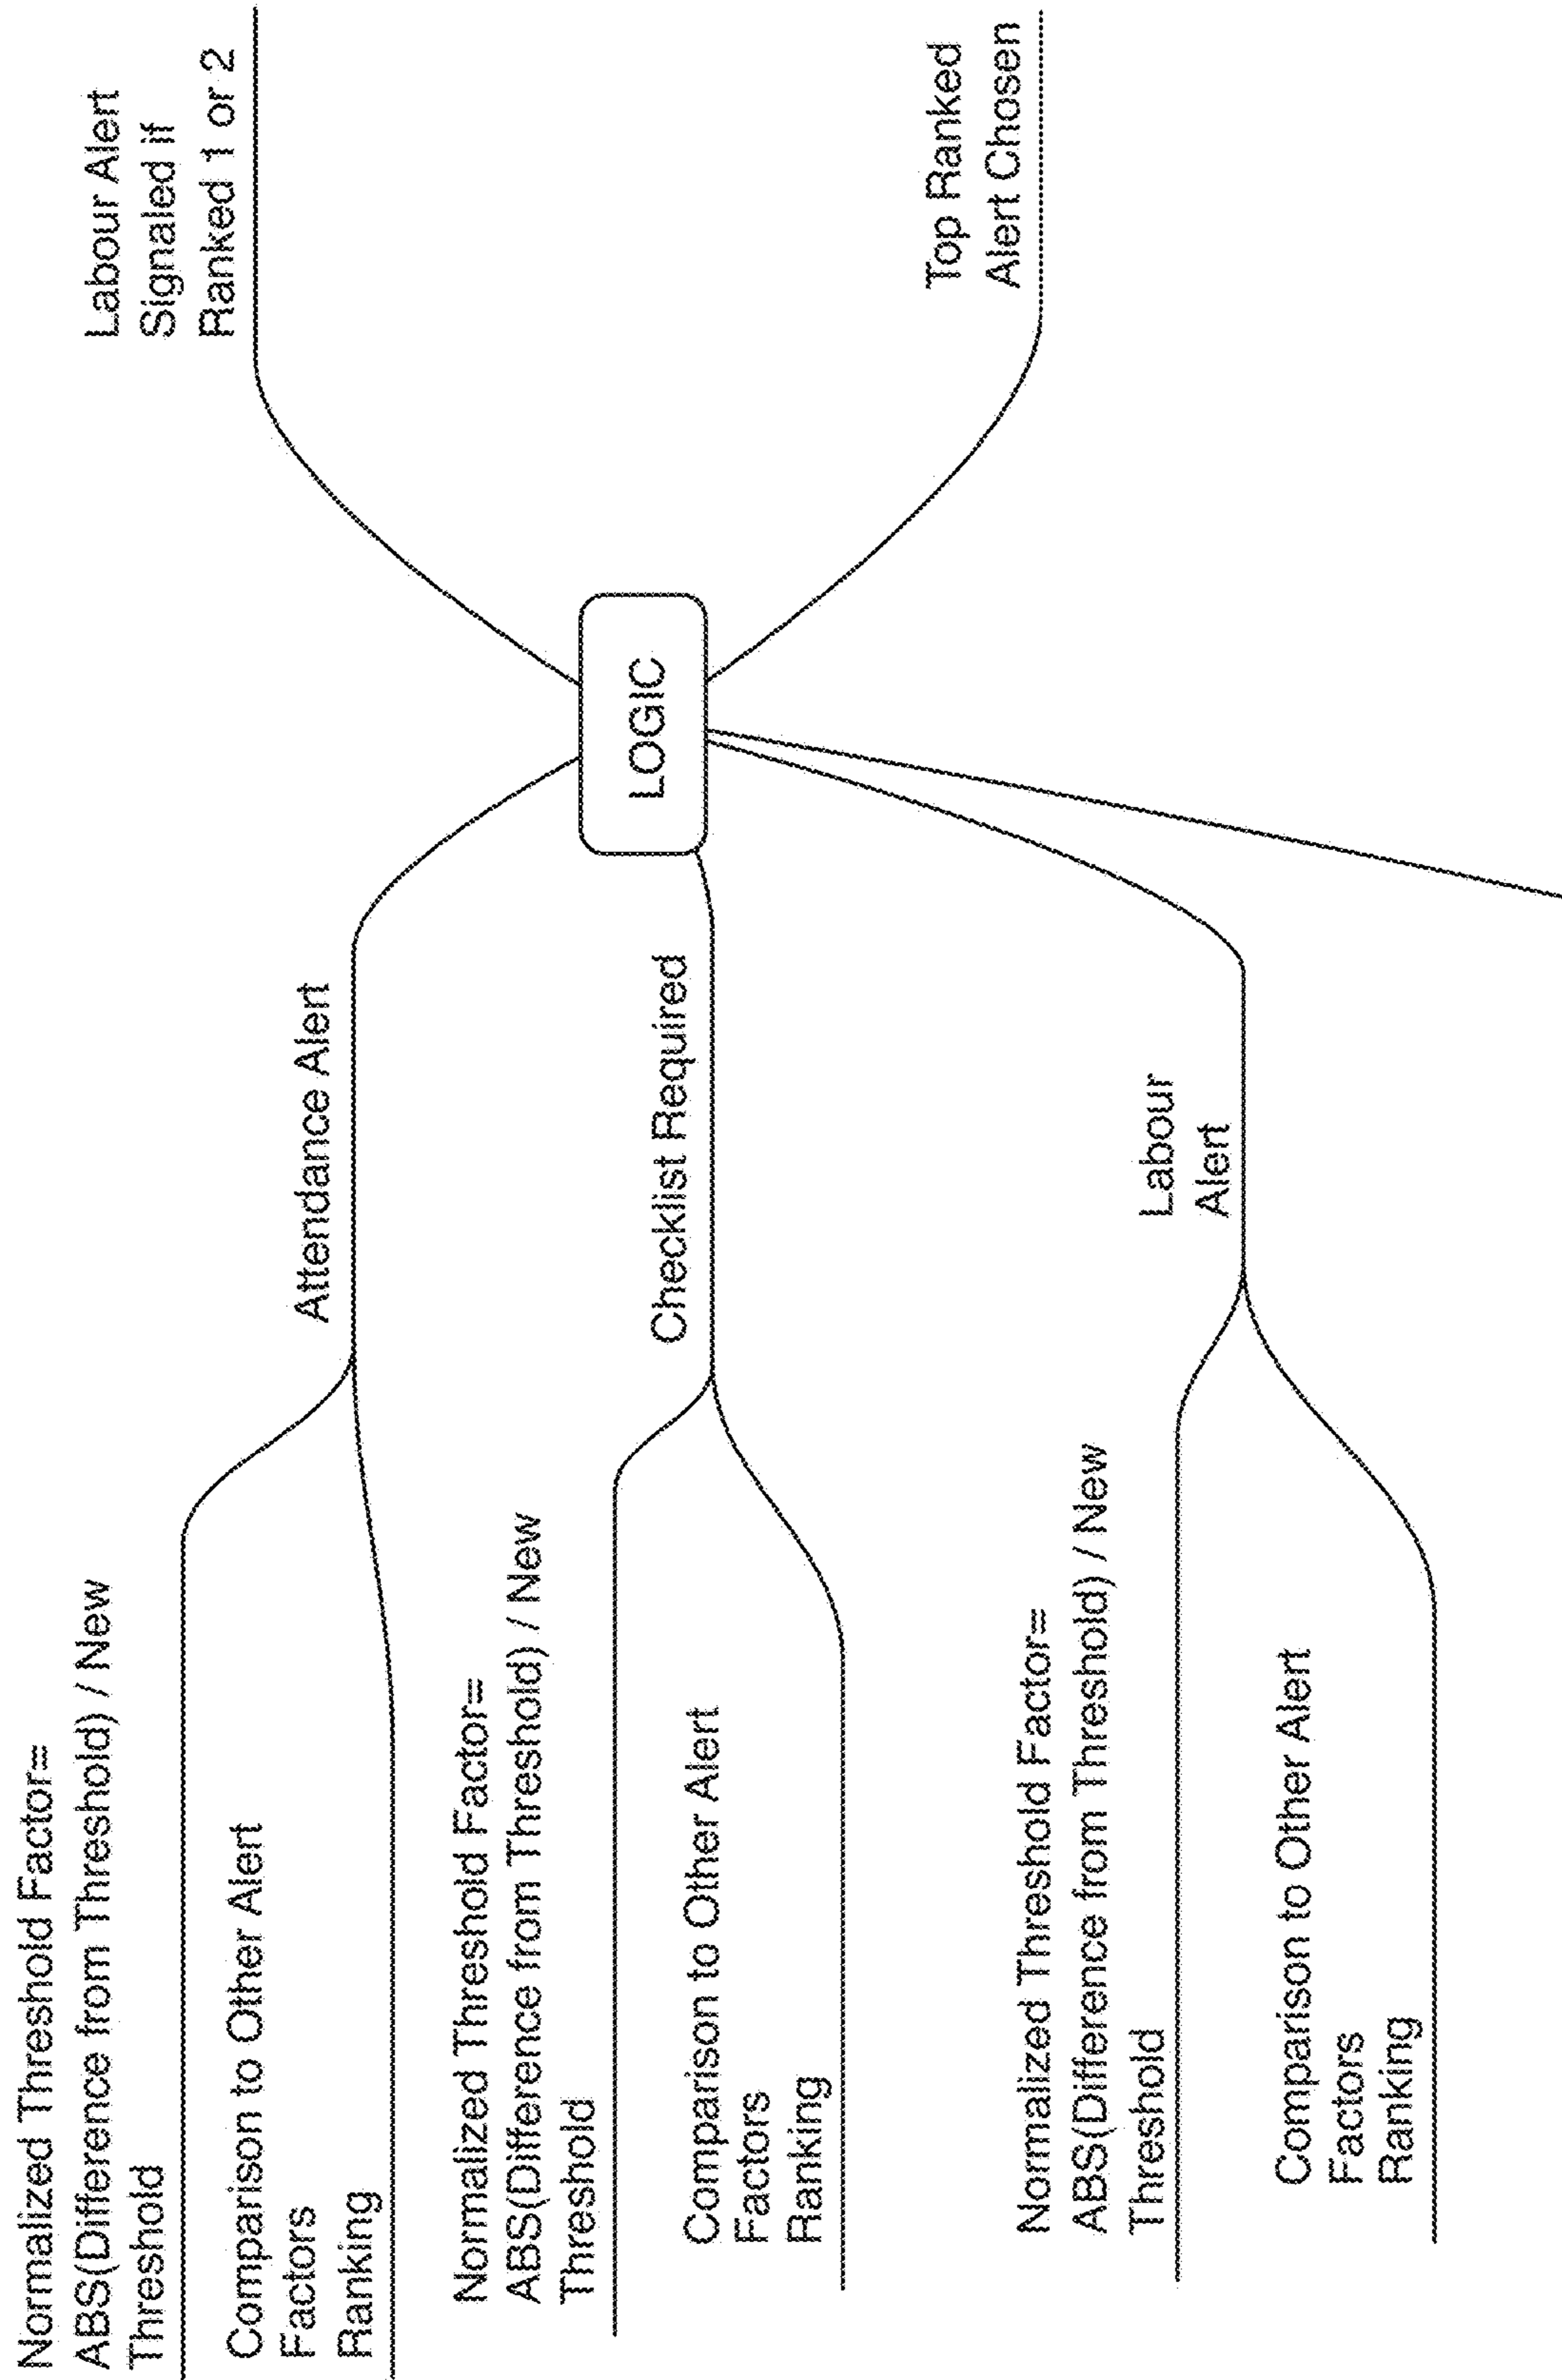 Normalized Threshold Factor=
ABS(Difference from Threshold) / New
Threshold
Comparison to Other Alert
Factors
Ranking
Attendance Alert
Normalized Threshold Factor=
ABS(Difference from Threshold) / New
Threshold
Comparison to Other Alert
Factors
Ranking
Checklist Required
Normalized Threshold Factor=
ABS(Difference from Threshold) / New
Threshold
Comparison to Other Alert
Factors
Ranking
Labour
Alert
LOGIC
Labour Alert
Signaled if
Ranked 1 or 2
Top Ranked
Alert Chosen